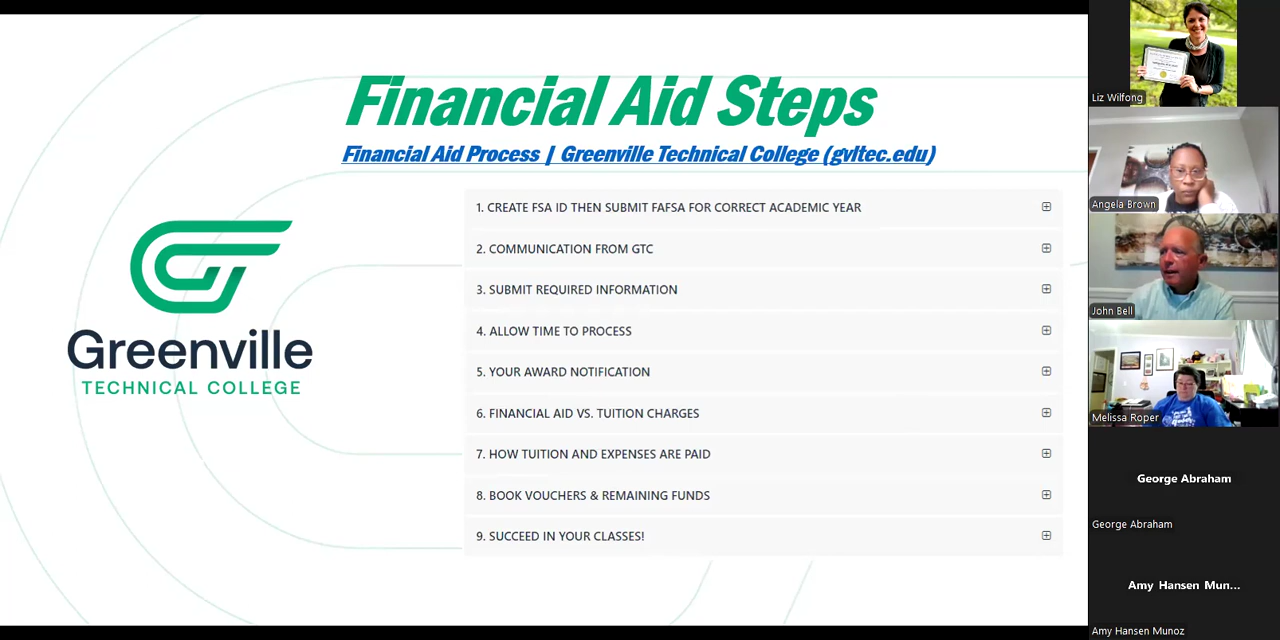 Financial Aid Steps
Financial Aid Process | Greenville Technical College (gvltec.edu)
Greenville
TECHNICAL COLLEGE
1. CREATE FSA ID THEN SUBMIT FAFSA FOR CORRECT ACADEMIC YEAR
2. COMMUNICATION FROM GTC
3. SUBMIT REQUIRED INFORMATION
4. ALLOW TIME TO PROCESS
5. YOUR AWARD NOTIFICATION
6. FINANCIAL AID VS. TUITION CHARGES
7. HOW TUITION AND EXPENSES ARE PAID
8. BOOK VOUCHERS & REMAINING FUNDS
9. SUCCEED IN YOUR CLASSES!
Liz Wilfong
Angela Brown
John Bell
Melissa Roper
George Abraham
George Abraham
Amy Hansen Mun...
Amy Hansen Munoz